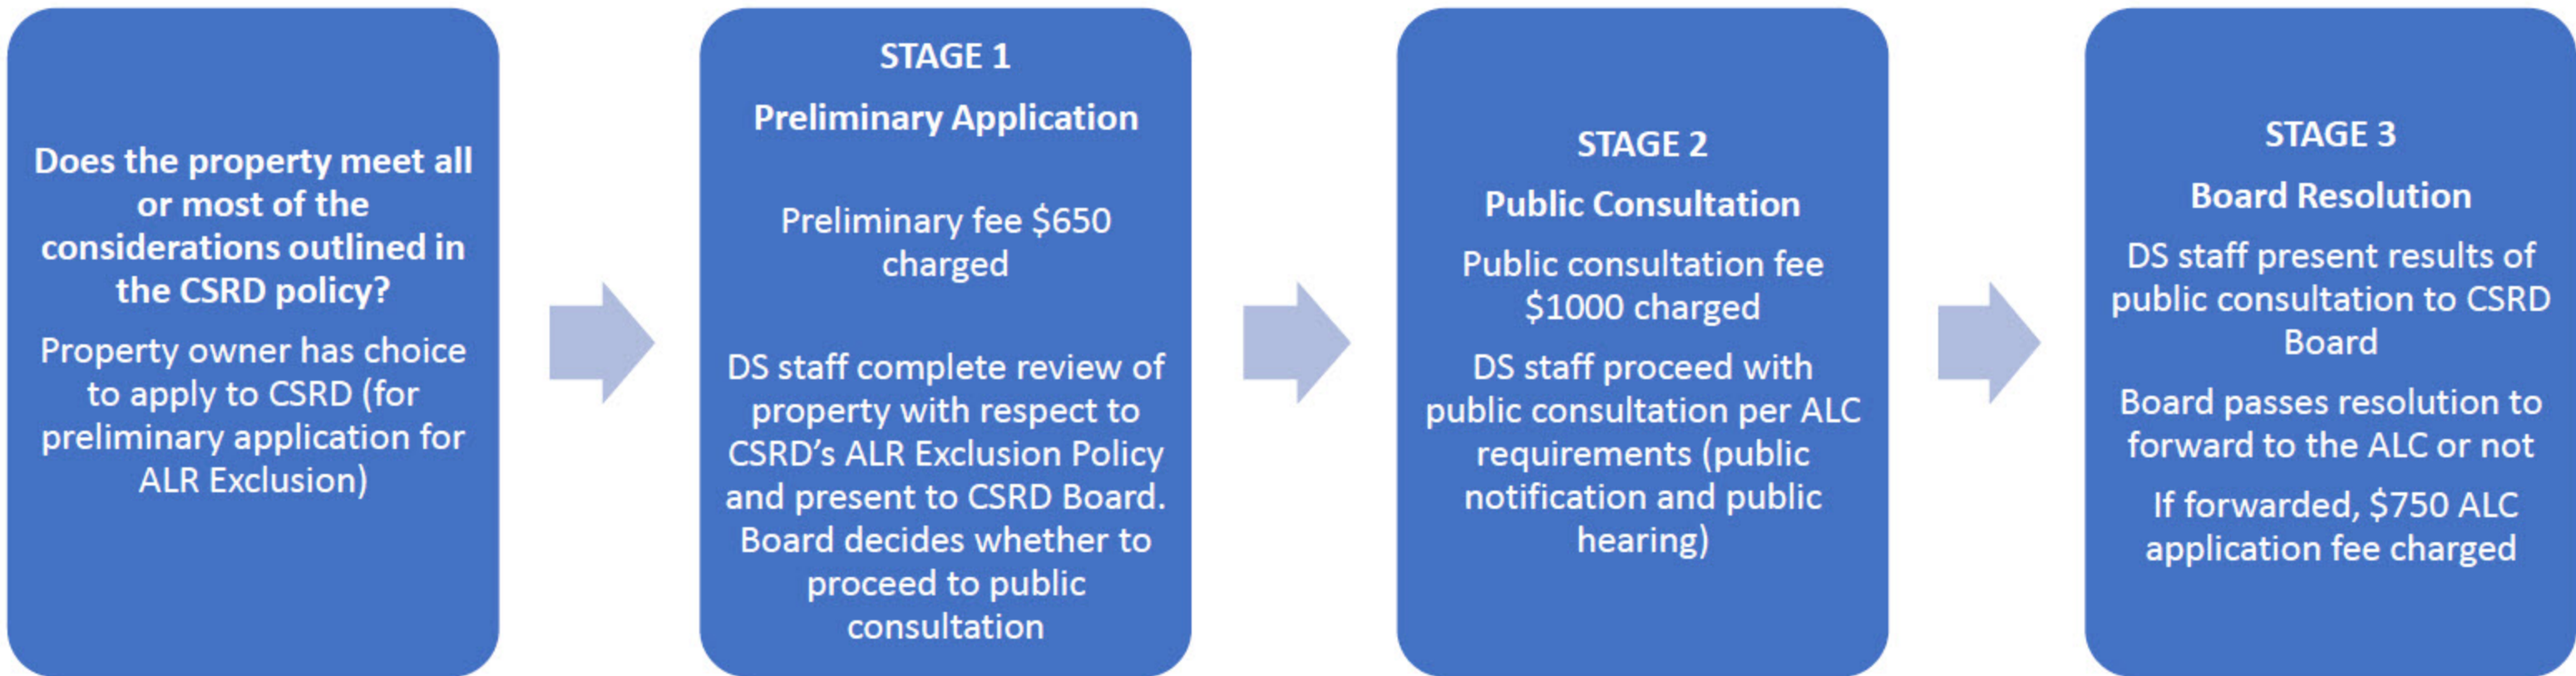 Does the property meet all
or most of the
considerations outlined in
the CSRD policy?
Property owner has choice
to apply to CSRD (for
preliminary application for
ALR Exclusion)
STAGE 1
Preliminary Application
Preliminary fee $650
charged
DS staff complete review of
property with respect to
CSRD’s ALR Exclusion Policy
and present to CSRD Board.
Board decides whether to
proceed to public
consultation
STAGE 2
Public Consultation
Public consultation fee
$1000 charged
DS staff proceed with
public consultation per ALC
requirements (public
notification and public
hearing)
STAGE 3
Board Resolution
DS staff present results of
public consultation to CSRD
Board
Board passes resolution to
forward to the ALC or not
If forwarded, $750 ALC
application fee charged